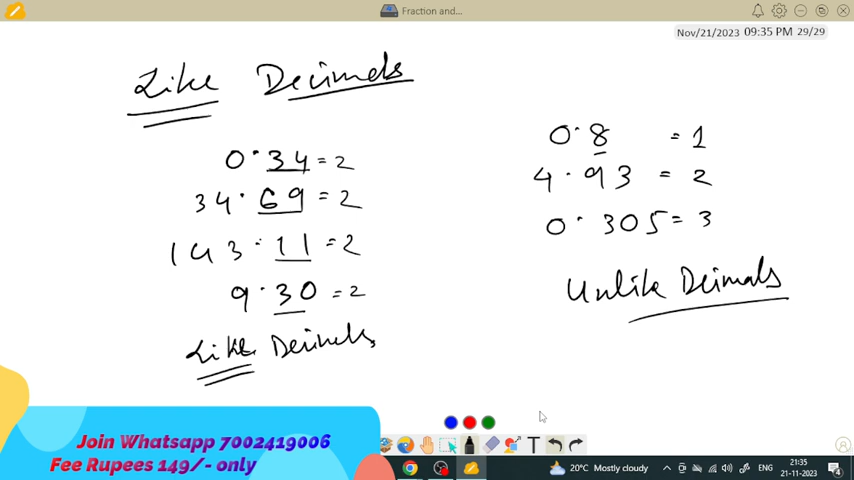 Fraction and...
Nov/21/2023 09:35 PM 29/29
Like Decimals
0.34 = 2
34.69 = 2
143.11 = 2
9.30 = 2
Like Decimals
0.8 = 1
4.93 = 2
0.305 = 3
Unlike Deimals
Join Whatsapp 7002419006
Fee Rupees 149/- only
T
20°C Mostly cloudy
ENG
21:35
21-11-2023
4